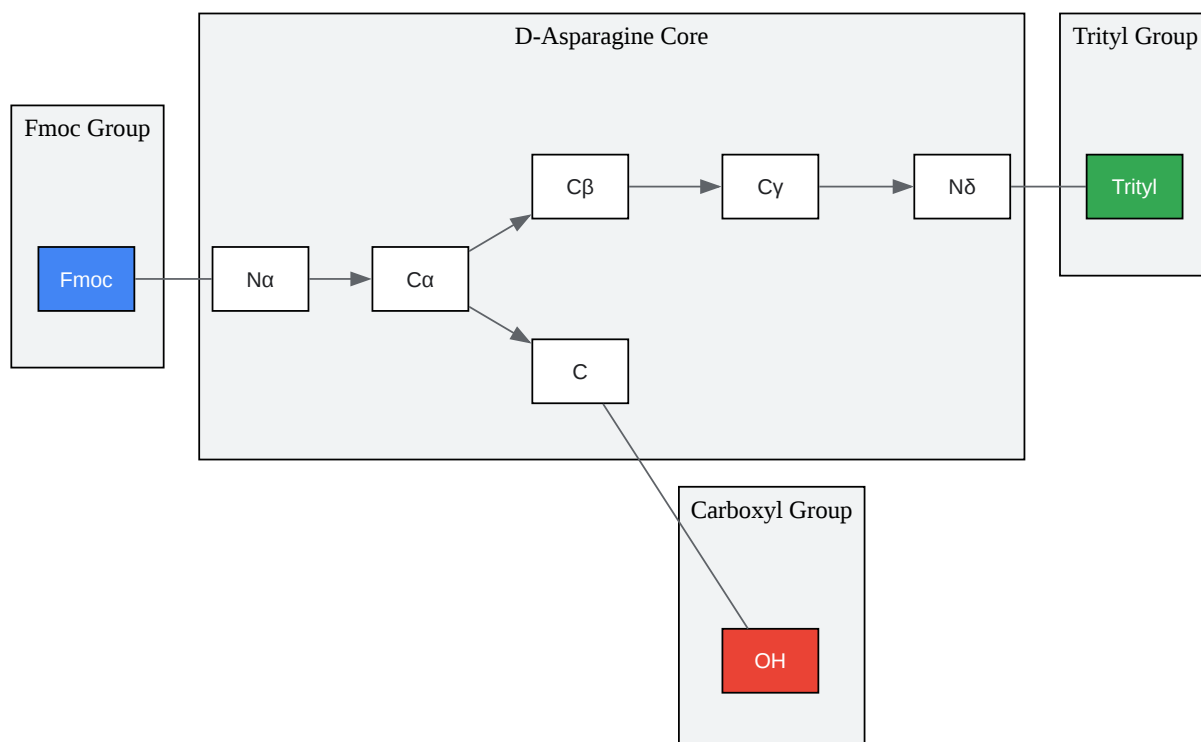 D-Asparagine Core
Trityl Group
Fmoc Group
Cβ
Cγ
Nδ
Trityl
Fmoc
Nα
Cα
C
Carboxyl Group
OH